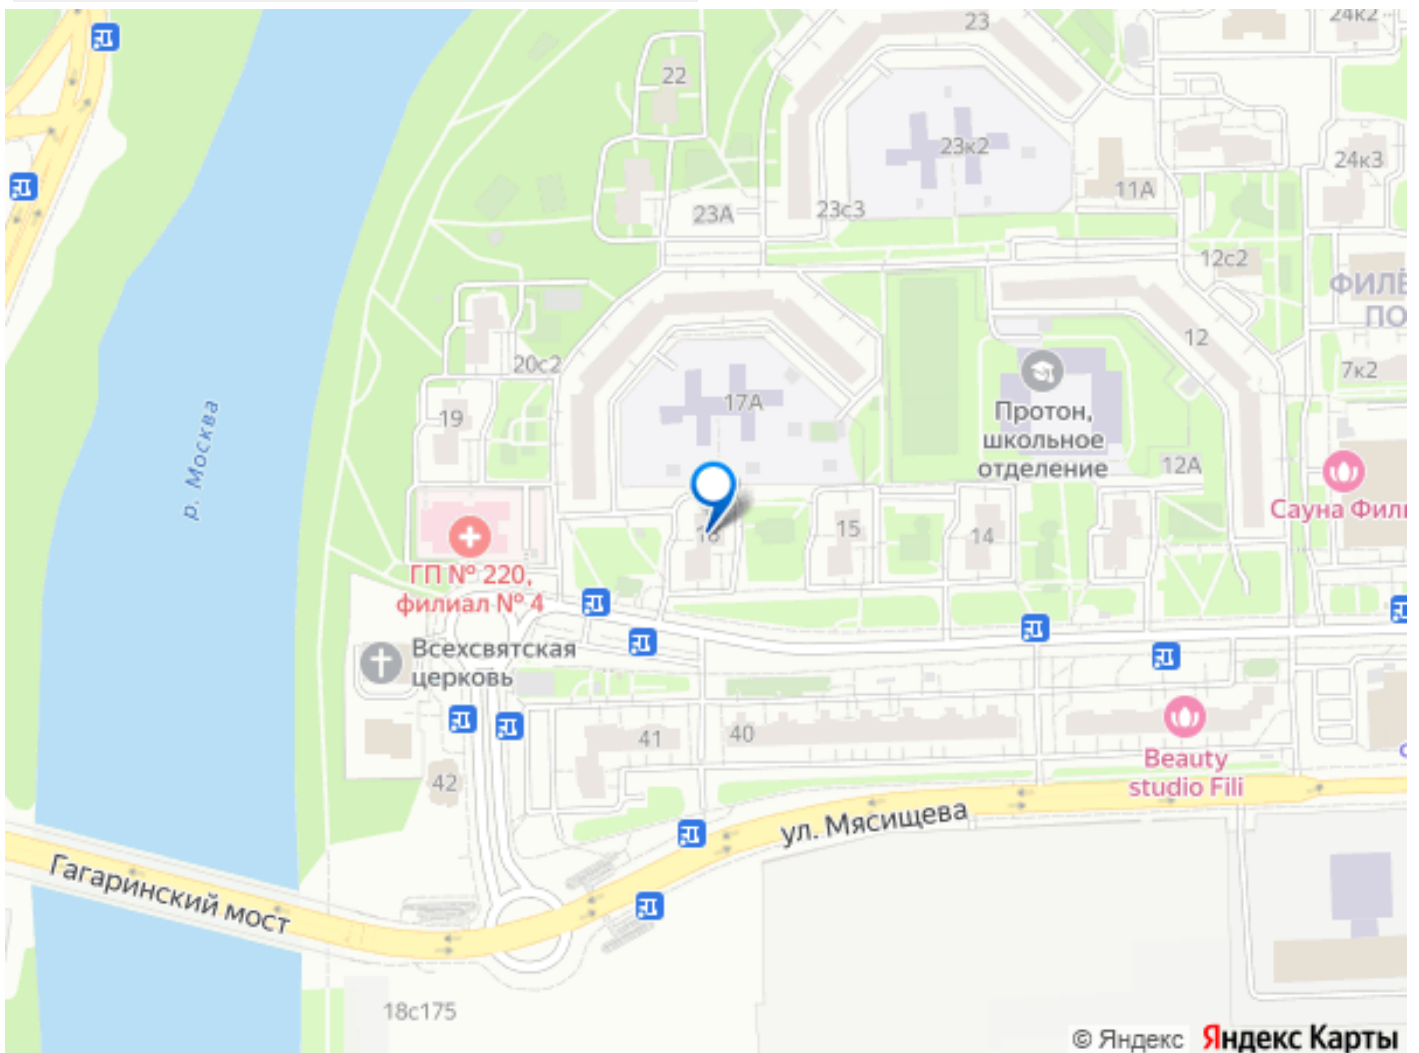 24к2
23
22
23к2
24к3
11А
23А
23с3
12с2
ФИЛЁ
ПО
12
20с2
7к2
17А
19
Протон,
школьное
отделение
р. Москва
12А
Сауна Фили
15
14
ГП № 220,
филиал № 4
Всехсвятская
церковь
41
40
42
Beauty
studio Fili
ул. Мясищева
Гагаринский мост
18с175
© Яндекс Яндекс Карты